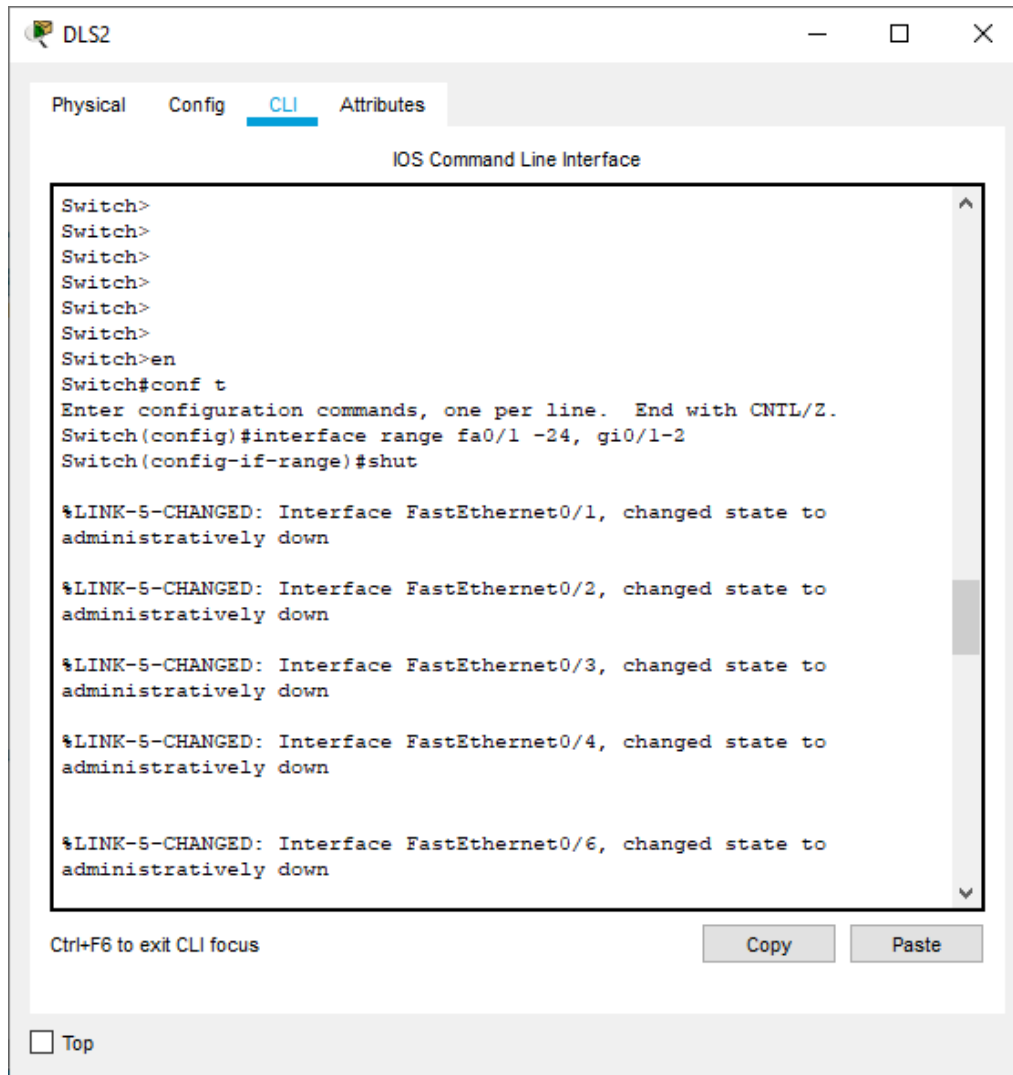 DLS2
Physical Config CLI Attributes
IOS Command Line Interface
Switch>
Switch>
Switch>
Switch>
Switch>
Switch>
Switch>en
Switch#conf t
Enter configuration commands, one per line.  End with CNTL/Z.
Switch(config)#interface range fa0/1 -24, gi0/1-2
Switch(config-if-range)#shut
%LINK-5-CHANGED: Interface FastEthernet0/1, changed state to
administratively down
%LINK-5-CHANGED: Interface FastEthernet0/2, changed state to
administratively down
%LINK-5-CHANGED: Interface FastEthernet0/3, changed state to
administratively down
%LINK-5-CHANGED: Interface FastEthernet0/4, changed state to
administratively down
%LINK-5-CHANGED: Interface FastEthernet0/6, changed state to
administratively down
Ctrl+F6 to exit CLI focus
Copy Paste
Top